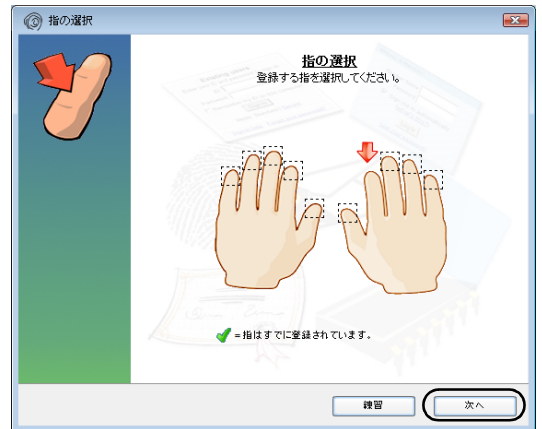 指の選択
指の選択
登録する指を選択してください。
=指はすでに登録されています。
練習
次へ